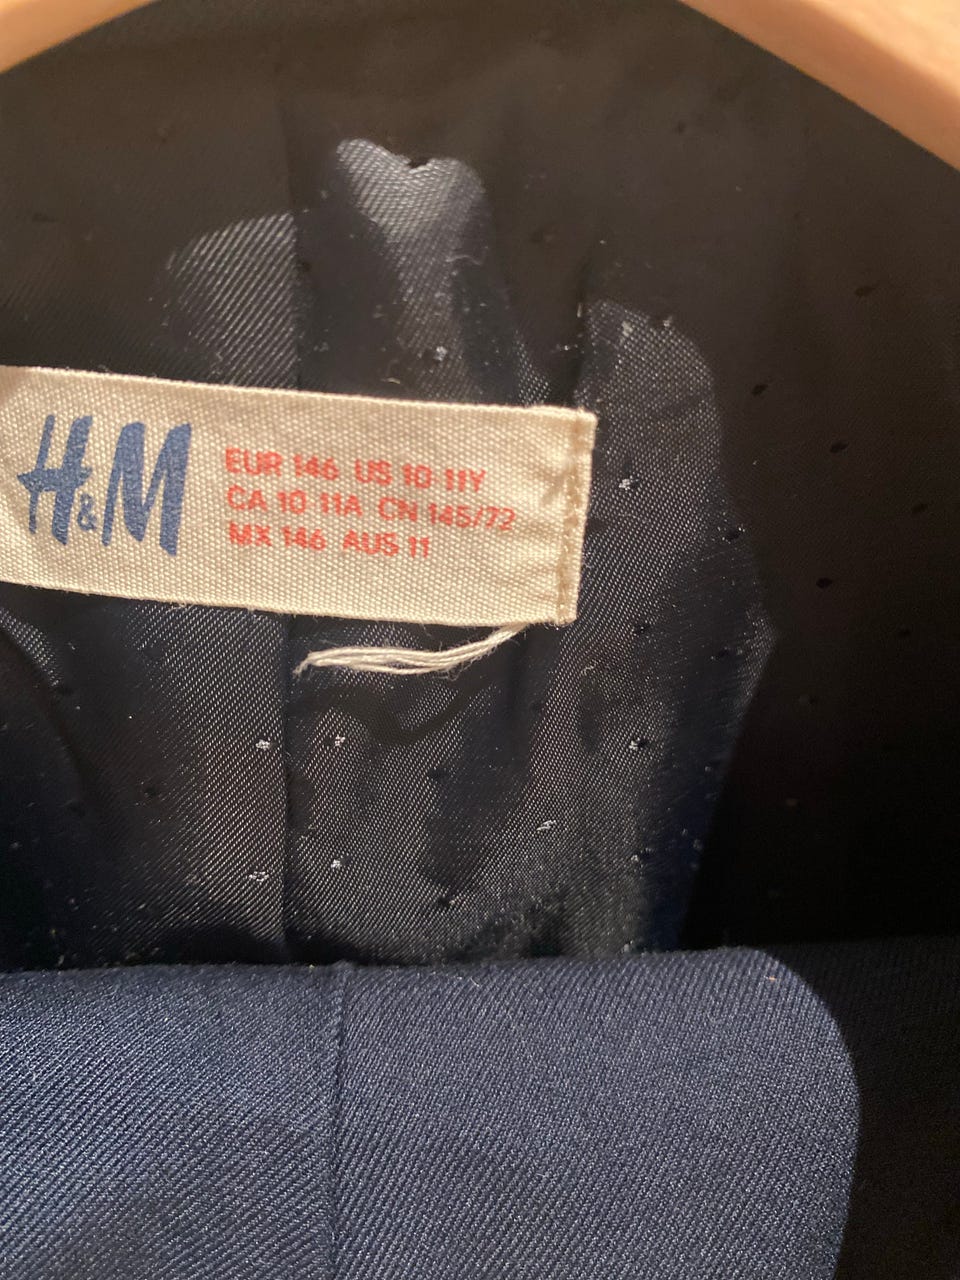 H&M
EUR 146 US 10-11Y
CA 10-11A CN 145/72
MX 146 AUS 11